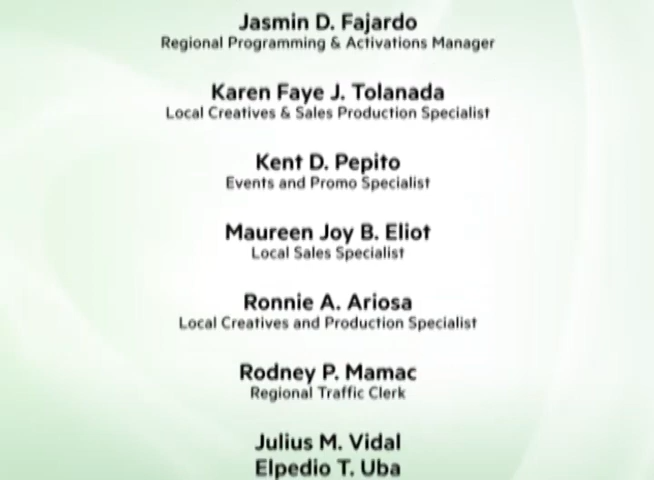 Jasmin D. Fajardo
Regional Programming & Activations Manager
Karen Faye J. Tolanada
Local Creatives & Sales Production Specialist
Kent D. Pepito
Events and Promo Specialist
Maureen Joy B. Eliot
Local Sales Specialist
Ronnie A. Ariosa
Local Creatives and Production Specialist
Rodney P. Mamac
Regional Traffic Clerk
Julius M. Vidal
Elpedio T. Uba